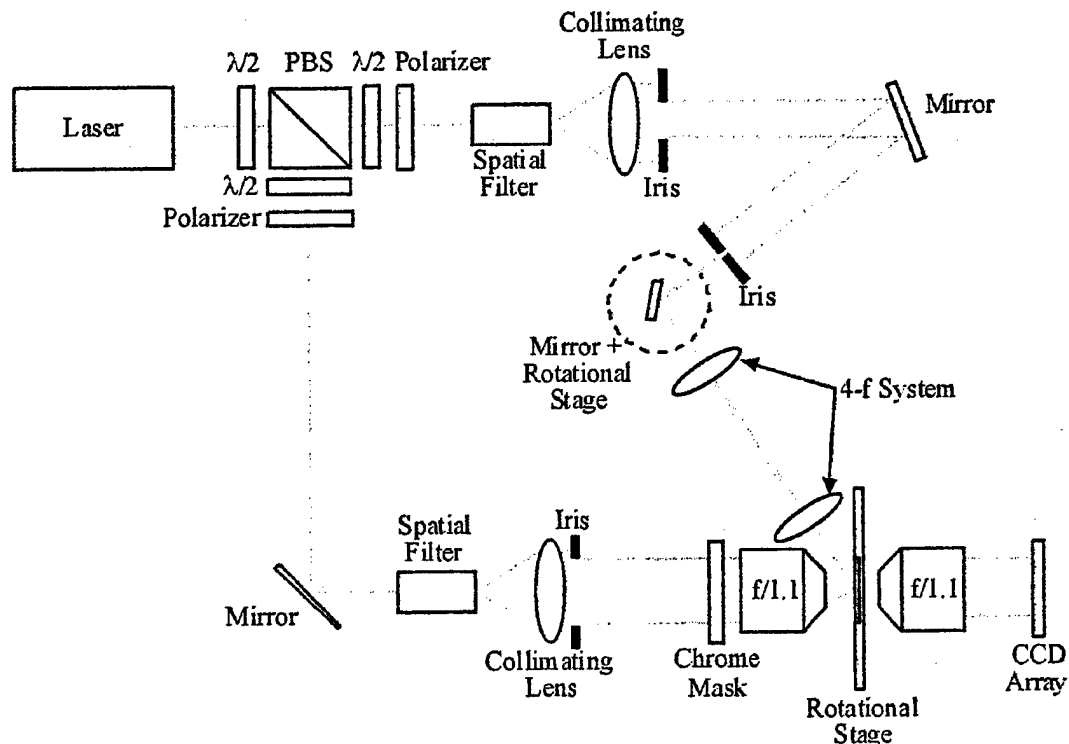 Collimating
Lens
λ/2
PBS
λ/2
Polarizer
Laser
Mirror
Spatial
Filter
Iris
λ/2
Polarizer
Iris
Mirror +
Rotational
Stage
4-f System
Spatial
Filter
Iris
f/1.1
f/1.1
Mirror
Collimating
Lens
Chrome
Mask
CCD
Array
Rotational
Stage